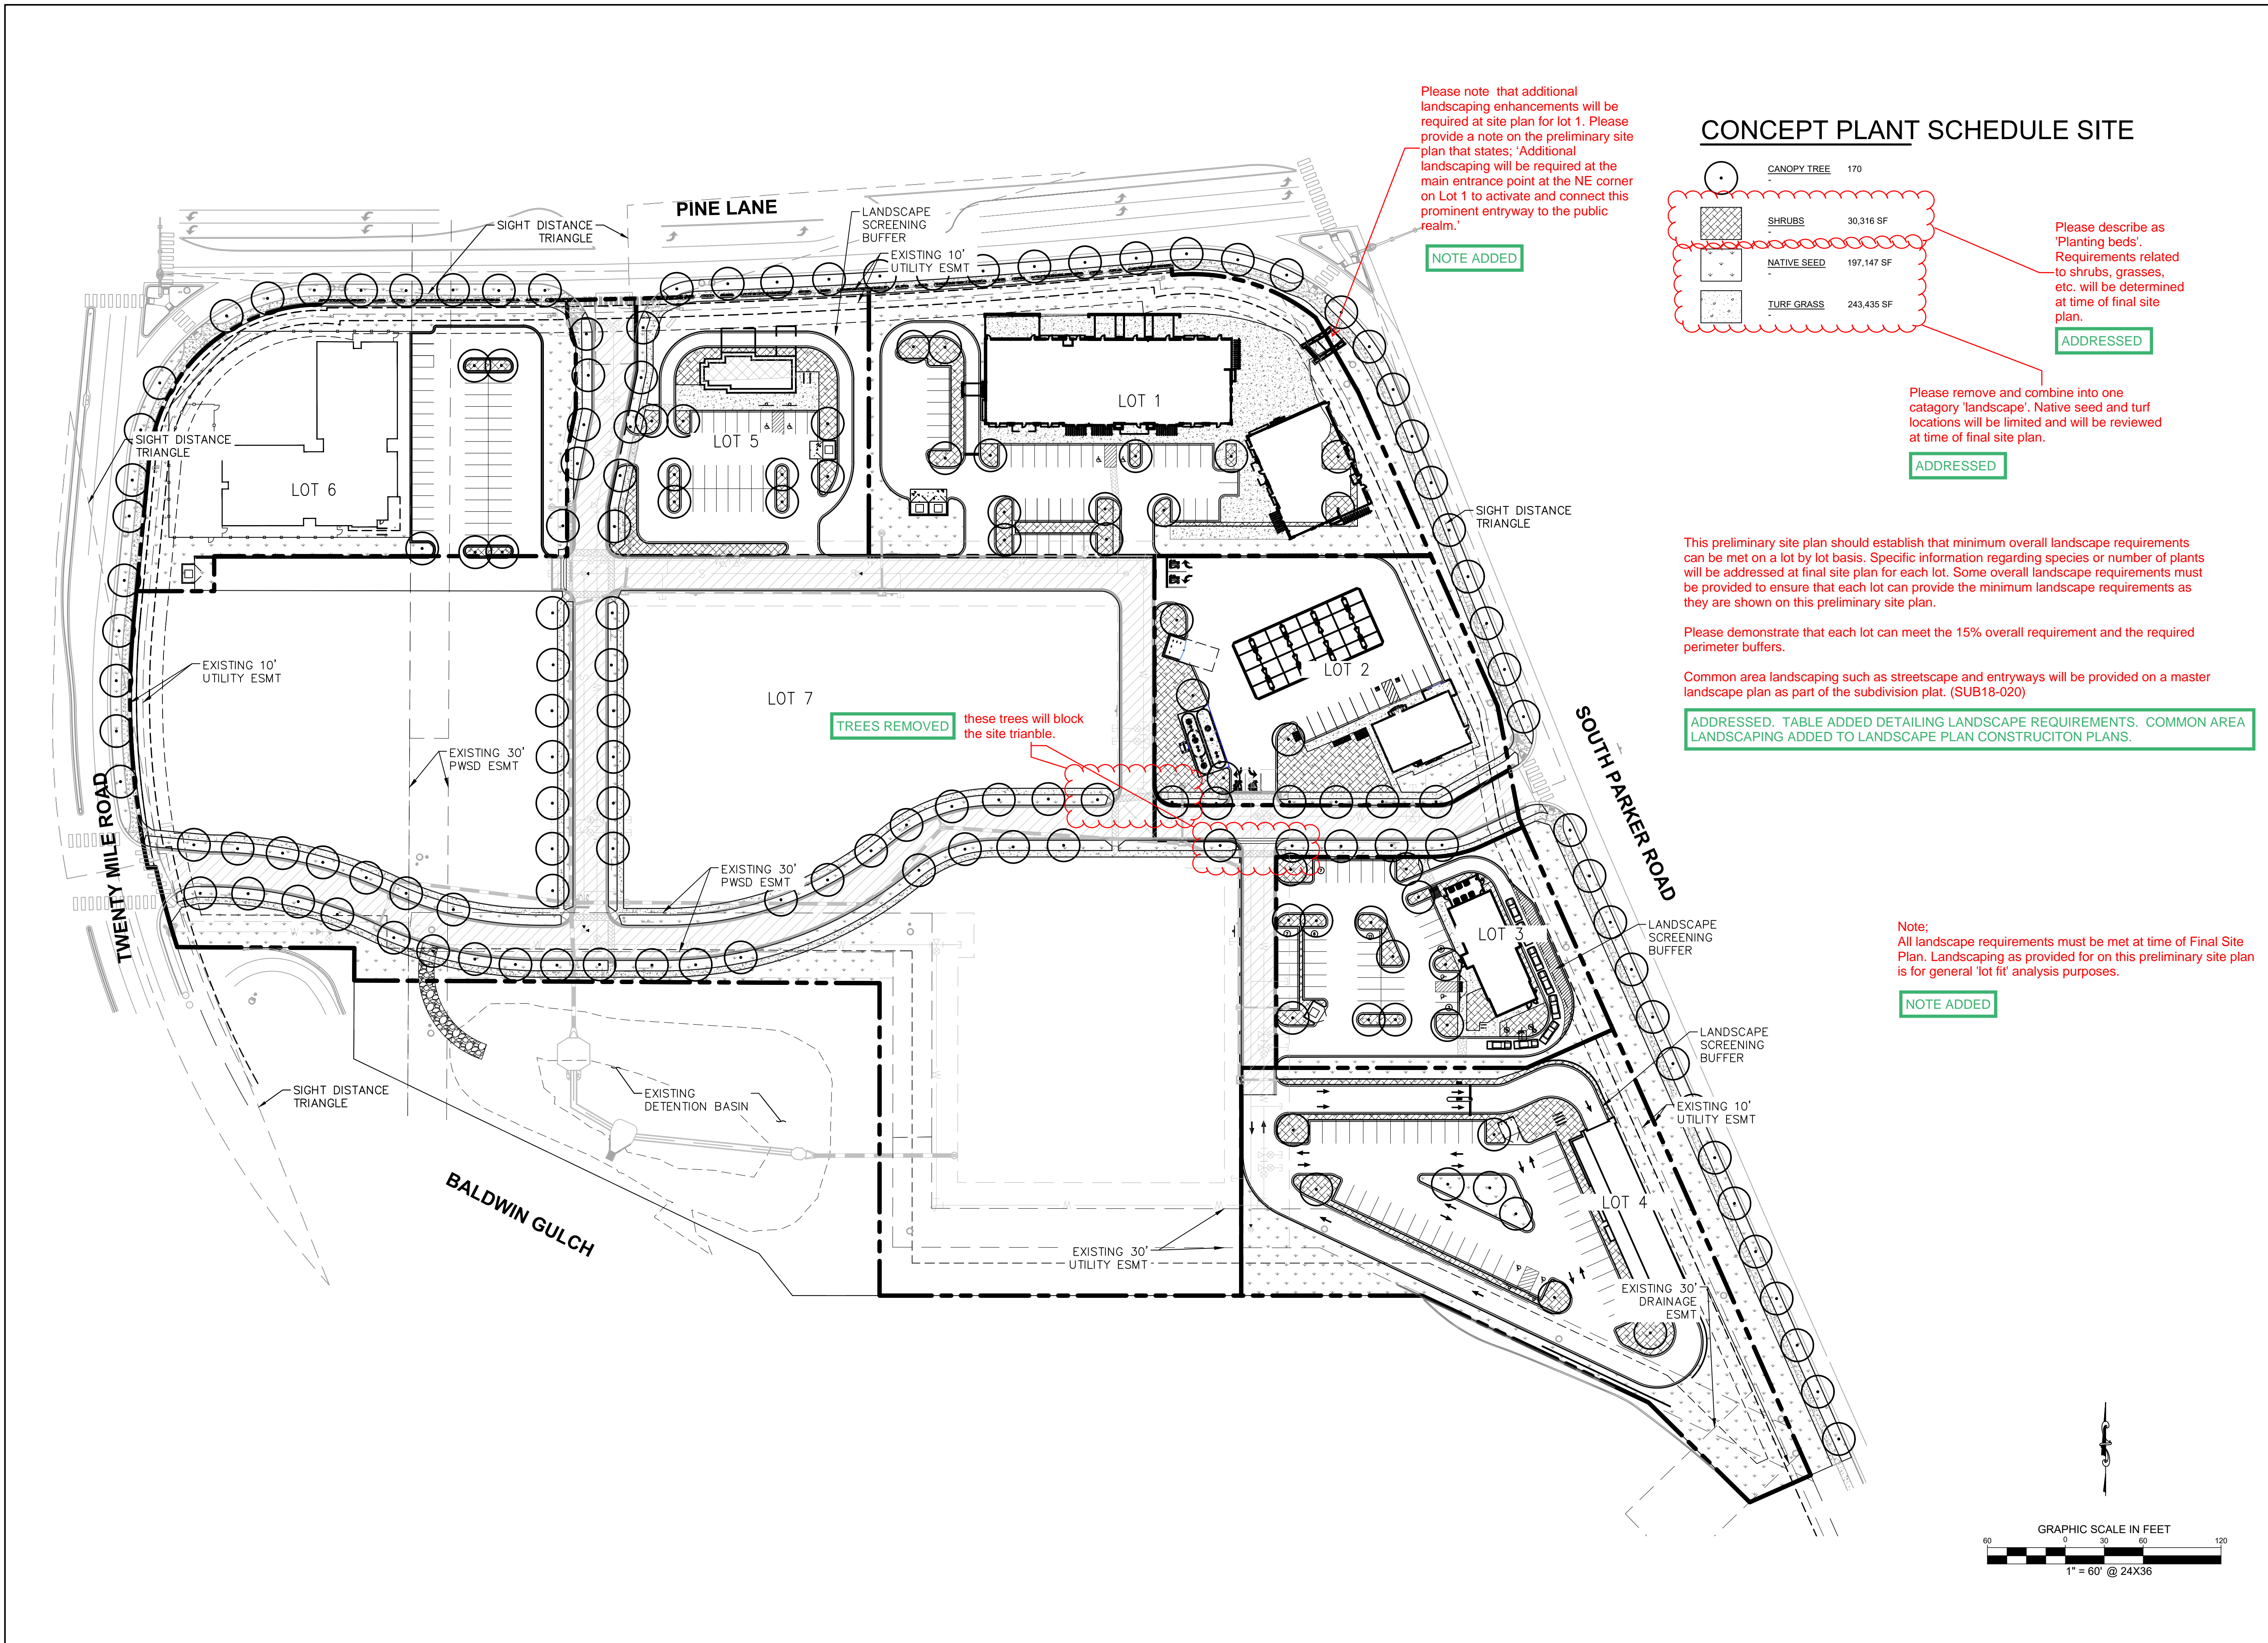 Please note that additional
landscaping enhancements will be
required at site plan for lot 1. Please
provide a note on the preliminary site
plan that states; 'Additional
landscaping will be required at the
main entrance point at the NE corner
on Lot 1 to activate and connect this
prominent entryway to the public
realm.'
NOTE ADDED
CONCEPT PLANT SCHEDULE SITE
CANOPY TREE 170
-
SHRUBS 30,316 SF
-
NATIVE SEED 197,147 SF
-
TURF GRASS 243,435 SF
-
Please describe as
'Planting beds'.
Requirements related
to shrubs, grasses,
etc. will be determined
at time of final site
plan.
ADDRESSED
Please remove and combine into one
catagory 'landscape'. Native seed and turf
locations will be limited and will be reviewed
at time of final site plan.
ADDRESSED
PINE LANE
SIGHT DISTANCE
TRIANGLE
LANDSCAPE
SCREENING
BUFFER
EXISTING 10'
UTILITY ESMT
SIGHT DISTANCE
TRIANGLE
LOT 6
LOT 5
LOT 1
SIGHT DISTANCE
TRIANGLE
This preliminary site plan should establish that minimum overall landscape requirements
can be met on a lot by lot basis. Specific information regarding species or number of plants
will be addressed at final site plan for each lot. Some overall landscape requirements must
be provided to ensure that each lot can provide the minimum landscape requirements as
they are shown on this preliminary site plan.
Please demonstrate that each lot can meet the 15% overall requirement and the required
perimeter buffers.
Common area landscaping such as streetscape and entryways will be provided on a master
landscape plan as part of the subdivision plat. (SUB18-020)
ADDRESSED. TABLE ADDED DETAILING LANDSCAPE REQUIREMENTS. COMMON AREA
LANDSCAPING ADDED TO LANDSCAPE PLAN CONSTRUCITON PLANS.
EXISTING 10'
UTILITY ESMT
LOT 7
LOT 2
TREES REMOVED
these trees will block
the site trianble.
EXISTING 30'
PWSD ESMT
TWENTY MILE ROAD
SOUTH PARKER ROAD
EXISTING 30'
PWSD ESMT
LOT 3
LANDSCAPE
SCREENING
BUFFER
Note;
All landscape requirements must be met at time of Final Site
Plan. Landscaping as provided for on this preliminary site plan
is for general 'lot fit' analysis purposes.
NOTE ADDED
LANDSCAPE
SCREENING
BUFFER
SIGHT DISTANCE
TRIANGLE
EXISTING
DETENTION BASIN
EXISTING 10'
UTILITY ESMT
BALDWIN GULCH
LOT 4
EXISTING 30'
UTILITY ESMT
EXISTING 30'
DRAINAGE
ESMT
GRAPHIC SCALE IN FEET
60 0 30 60 120
1" = 60' @ 24X36